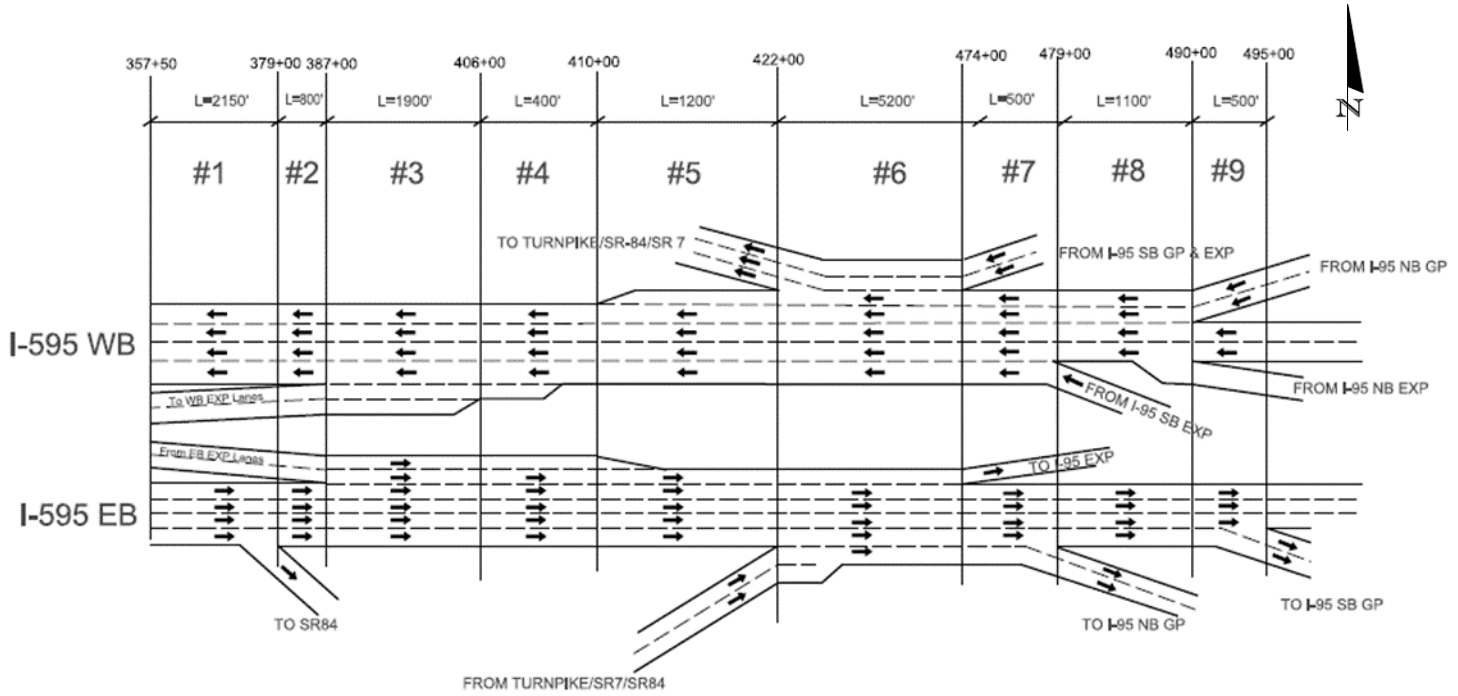 357+50 379+00 387+00 406+00 410+00 422+00 474+00 479+00 490+00 495+00
L=2150' L=800' L=1900' L=400' L=1200' L=5200' L=500' L=1100' L=500'
N
#1 #2 #3 #4 #5 #6 #7 #8 #9
TO TURNPIKE/SR-84/SR 7
FROM I-95 SB GP & EXP
FROM I-95 NB GP
I-595 WB
FROM I-95 NB EXP
To WB EXP Lanes
FROM I-95 SB EXP
From EB EXP Lanes
TO I-95 EXP
I-595 EB
TO SR84
TO I-95 NB GP
TO I-95 SB GP
FROM TURNPIKE/SR7/SR84